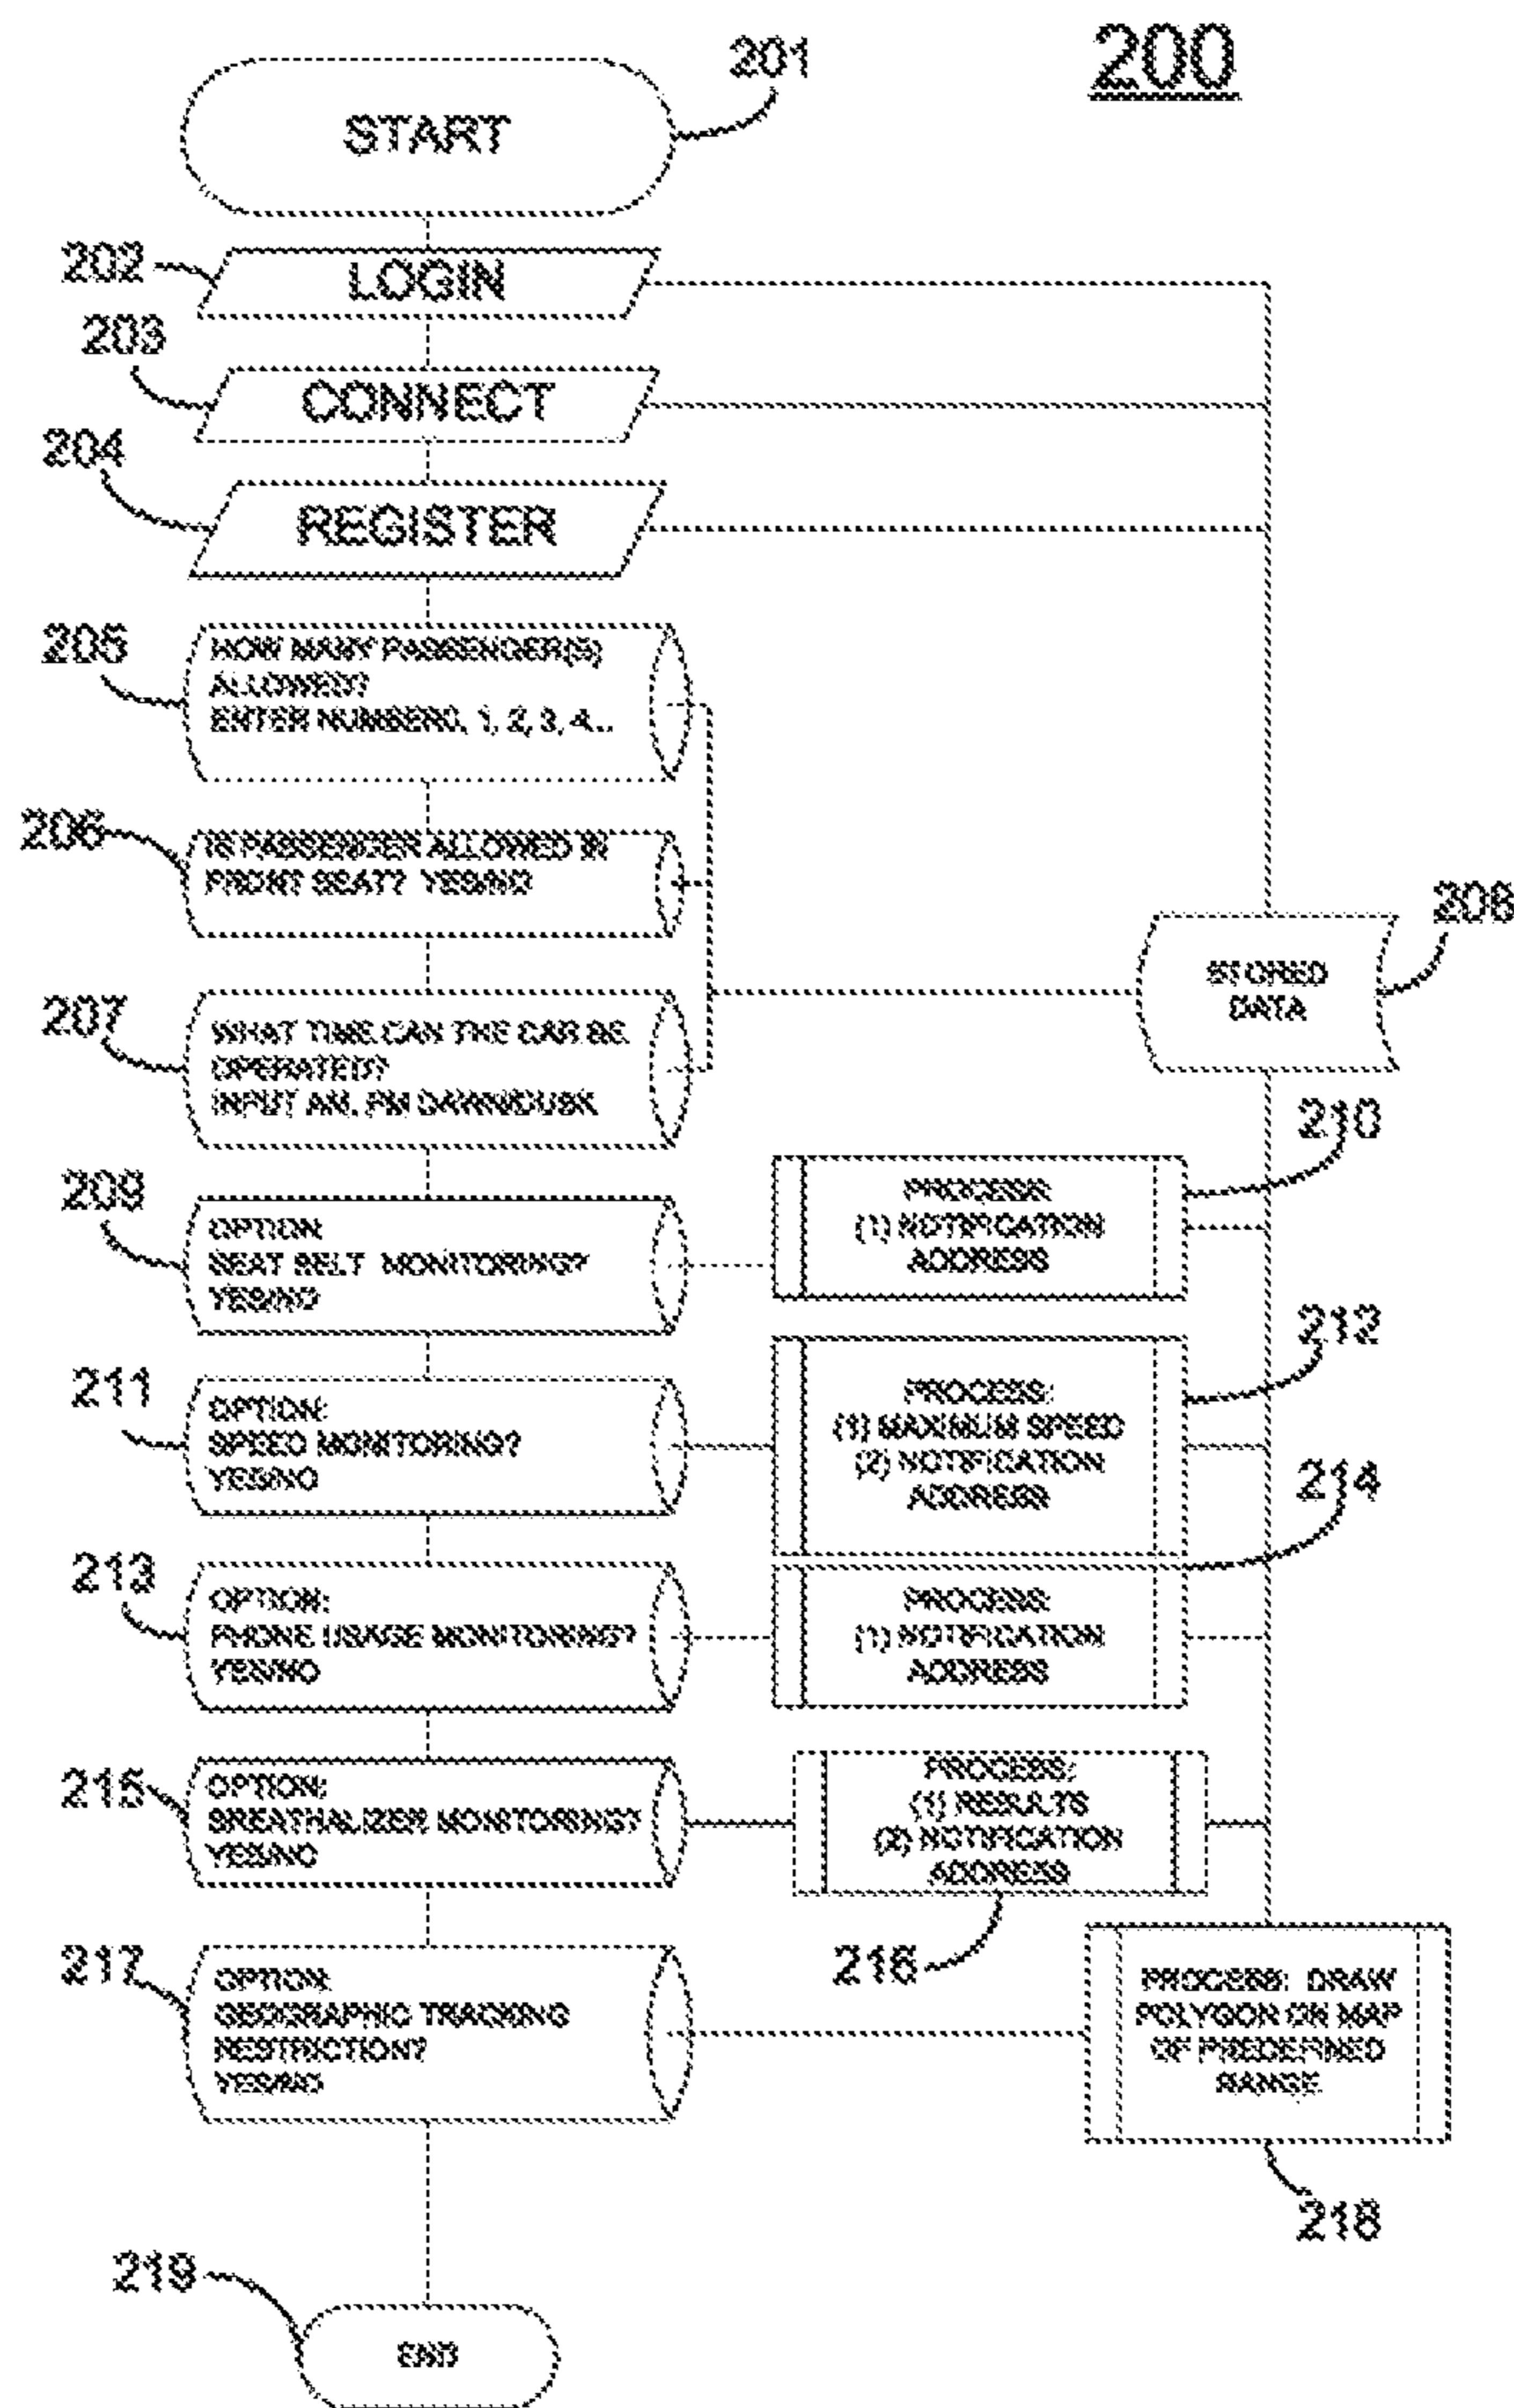 200
201
START
202
LOGIN
203
CONNECT
204
REGISTER
205
HOW MANY PASSENGER(S)
ALLOWED?
ENTER NUMBER0, 1, 2, 3, 4..
206
IS PASSENGER ALLOWED IN
FRONT SEAT? YES/NO
207
WHAT TIME CAN THE CAR BE
OPERATED?
INPUT AM, PM DAWN/DUSK
208
STORED
DATA
209
OPTION:
SEAT BELT MONITORING?
YES/NO
210
PROCESS:
(1) NOTIFICATION
ADDRESS
211
OPTION:
SPEED MONITORING?
YES/NO
212
PROCESS:
(1) MAXIMUM SPEED
(2) NOTIFICATION
ADDRESS
213
OPTION:
PHONE USAGE MONITORING?
YES/NO
214
PROCESS:
(1) NOTIFICATION
ADDRESS
215
OPTION:
BREATHALIZER MONITORING?
YES/NO
PROCESS:
(1) RESULTS
(2) NOTIFICATION
ADDRESS
216
217
OPTION:
GEOGRAPHIC TRACKING
RESTRICTION?
YES/NO
PROCESS: DRAW
POLYGON ON MAP
OF PREDEFINED
RANGE
218
219
END